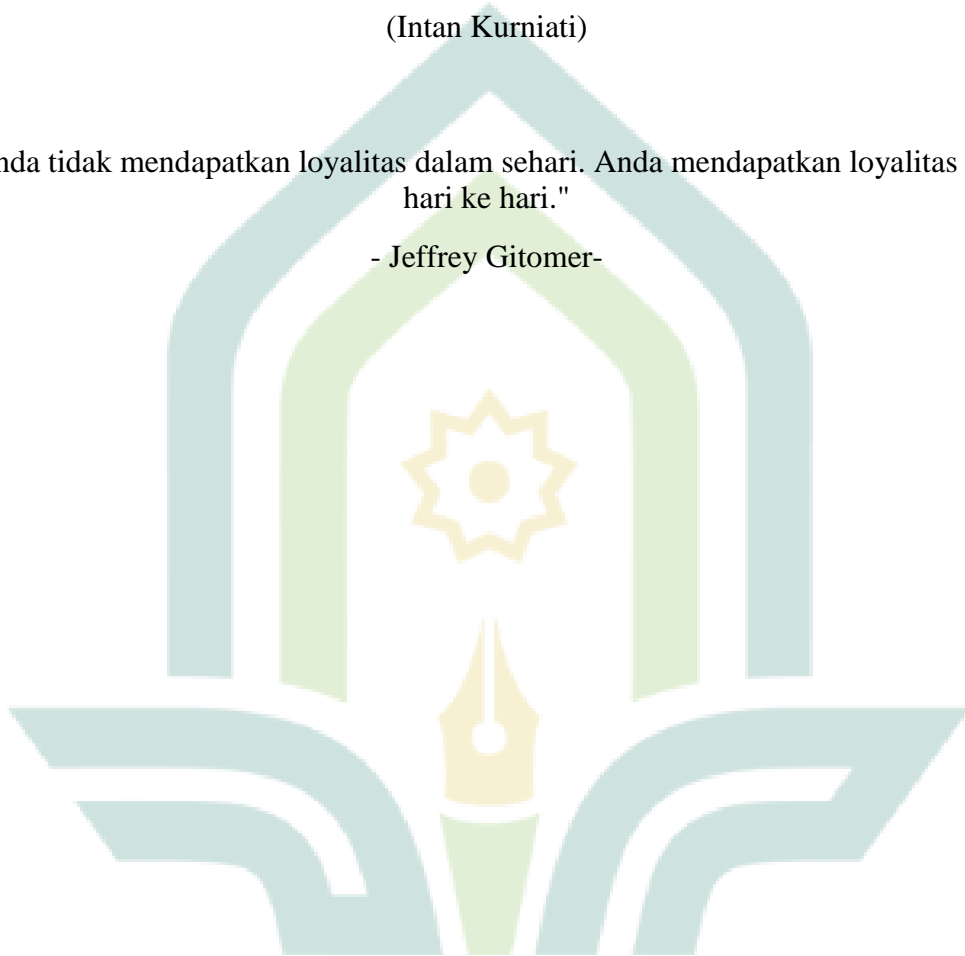 (Intan Kurniati)
nda tidak mendapatkan loyalitas dalam sehari. Anda mendapatkan loyalitas
hari ke hari."
- Jeffrey Gitomer-